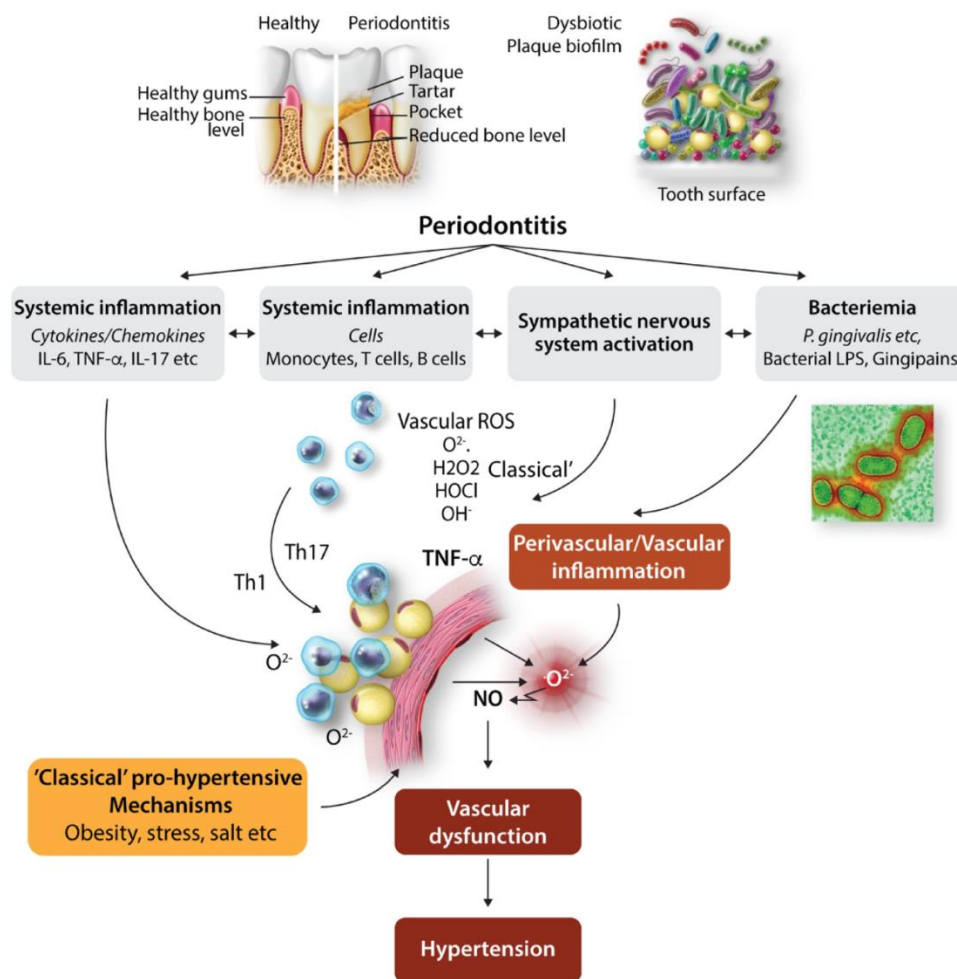 Healthy
Periodontitis
Healthy gums
Healthy bone
level
Plaque
Tartar
Pocket
Reduced bone level
Dysbiotic
Plaque biofilm
Tooth surface
Periodontitis
Systemic inflammation
Cytokines/Chemokines
IL-6, TNF-α, IL-17 etc
Systemic inflammation
Cells
Monocytes, T cells, B cells
Sympathetic nervous
system activation
Bacteriemia
P. gingivalis etc,
Bacterial LPS, Gingipains
Vascular ROS
O²⁻.
H2O2
HOCl
OH⁻
Classical'
Th17
Th1
TNF-α
Perivascular/Vascular
inflammation
O²⁻
O²⁻
NO
·O²⁻
'Classical' pro-hypertensive
Mechanisms
Obesity, stress, salt etc
Vascular
dysfunction
Hypertension